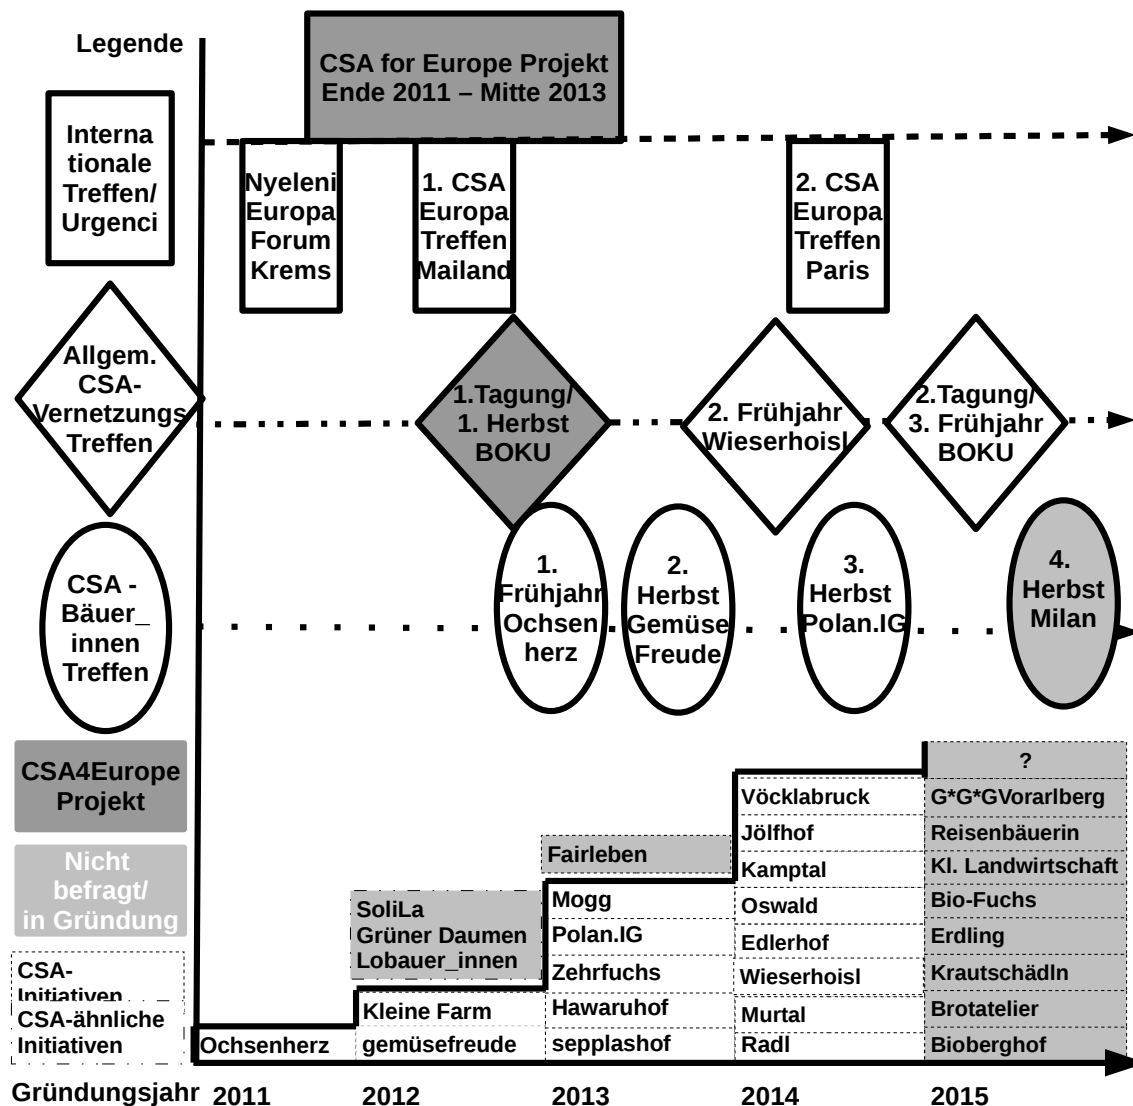 Legende
CSA for Europe Projekt
Ende 2011 – Mitte 2013
Interna
tionale
Treffen/
Urgenci
Nyeleni
Europa
Forum
Krems
1. CSA
Europa
Treffen
Mailand
2. CSA
Europa
Treffen
Paris
Allgem.
CSA-
Vernetzungs
Treffen
1.Tagung/
1. Herbst
BOKU
2. Frühjahr
Wieserhoisl
2.Tagung/
3. Frühjahr
BOKU
CSA -
Bäuer_
innen
Treffen
1.
Frühjahr
Ochsen
herz
2.
Herbst
Gemüse
Freude
3.
Herbst
Polan.IG
4.
Herbst
Milan
CSA4Europe
Projekt
Nicht
befragt/
in Gründung
CSA-
Initiativen
CSA-ähnliche
Initiativen
Ochsenherz
SoliLa
Grüner Daumen
Lobauer_innen
Kleine Farm
gemüsefreude
Fairleben
Mogg
Polan.IG
Zehrfuchs
Hawaruhof
sepplashof
Vöcklabruck
Jölfhof
Kamptal
Oswald
Edlerhof
Wieserhoisl
Murtal
Radl
?
G*G*GVorarlberg
Reisenbäuerin
Kl. Landwirtschaft
Bio-Fuchs
Erdling
Krautschädln
Brotatelier
Bioberghof
Gründungsjahr 2011 2012 2013 2014 2015